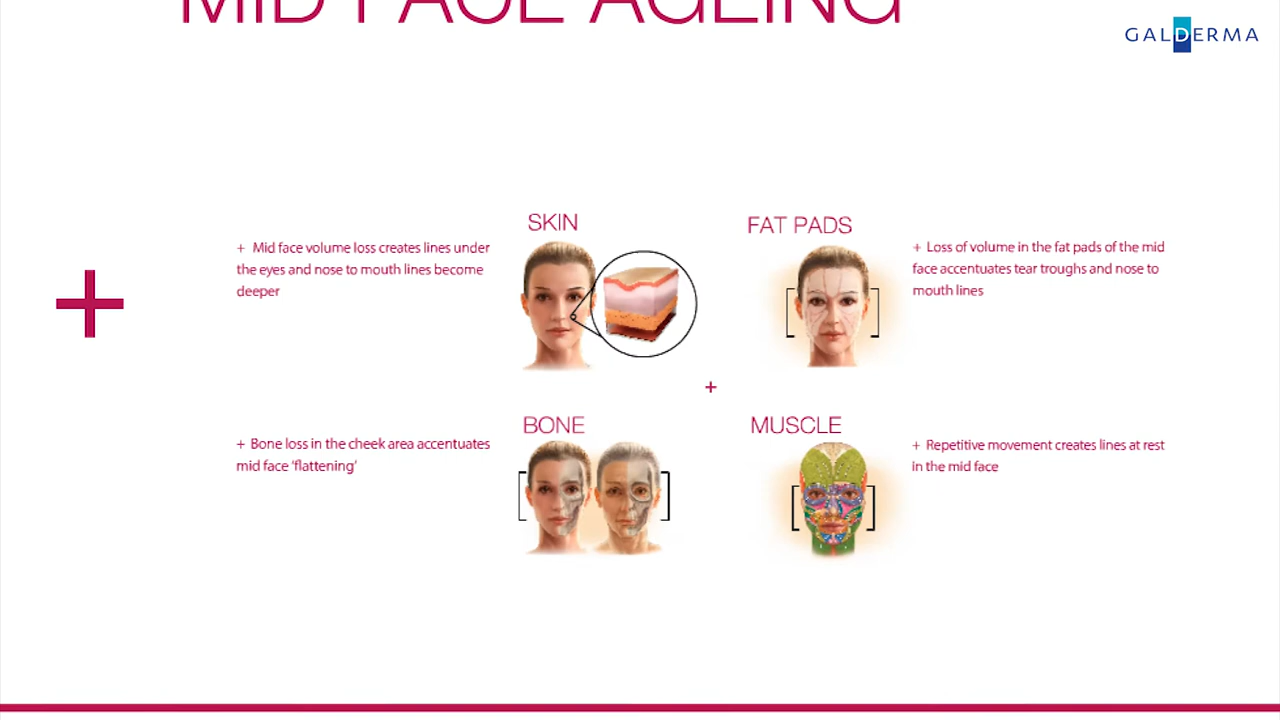 MID FACE AGEING
GALDERMA
SKIN
+ Mid face volume loss creates lines under
the eyes and nose to mouth lines become
deeper
FAT PADS
+ Loss of volume in the fat pads of the mid
face accentuates tear troughs and nose to
mouth lines
+
+
BONE
+ Bone loss in the cheek area accentuates
mid face 'flattening'
MUSCLE
+ Repetitive movement creates lines at rest
in the mid face